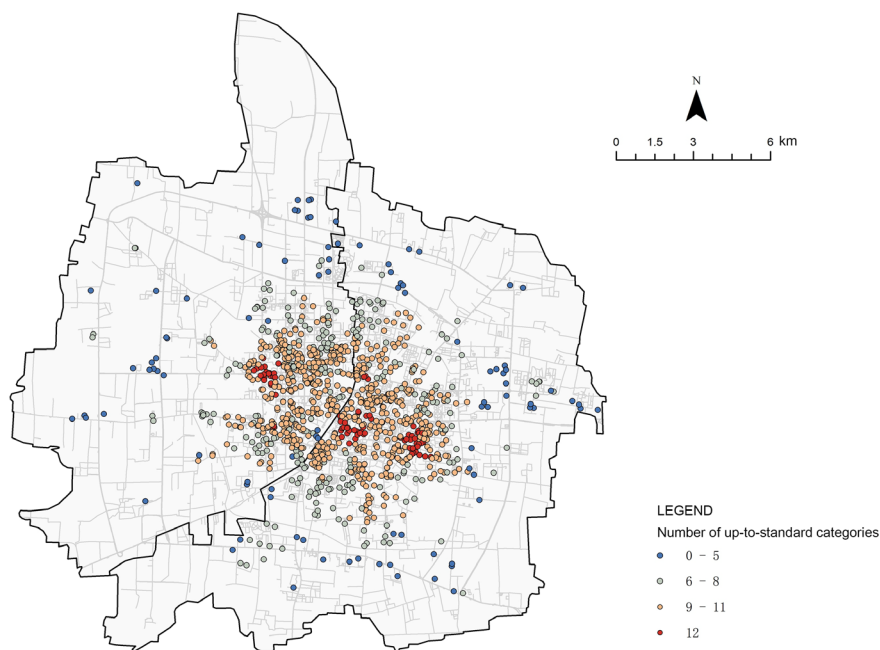 N
0 1.5 3 6 km
LEGEND
Number of up-to-standard categories
0 - 5
6 - 8
9 - 11
12